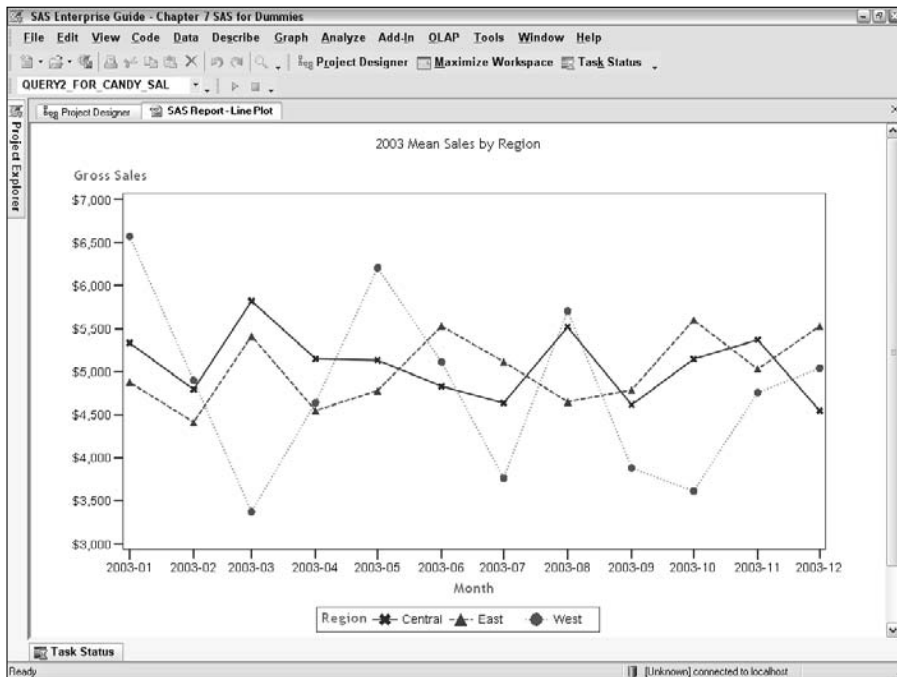 SAS Enterprise Guide - Chapter 7 SAS for Dummies
File Edit View Code Data Describe Graph Analyze Add-In OLAP Tools Window Help
Project Designer Maximize Workspace Task Status
QUERY2_FOR_CANDY_SAL
Project Designer SAS Report - Line Plot
Project Explorer
2003 Mean Sales by Region
Gross Sales
$7,000
$6,500
$6,000
$5,500
$5,000
$4,500
$4,000
$3,500
$3,000
2003-01 2003-02 2003-03 2003-04 2003-05 2003-06 2003-07 2003-08 2003-09 2003-10 2003-11 2003-12
Month
Region Central East West
Task Status
Ready [Unknown] connected to localhost